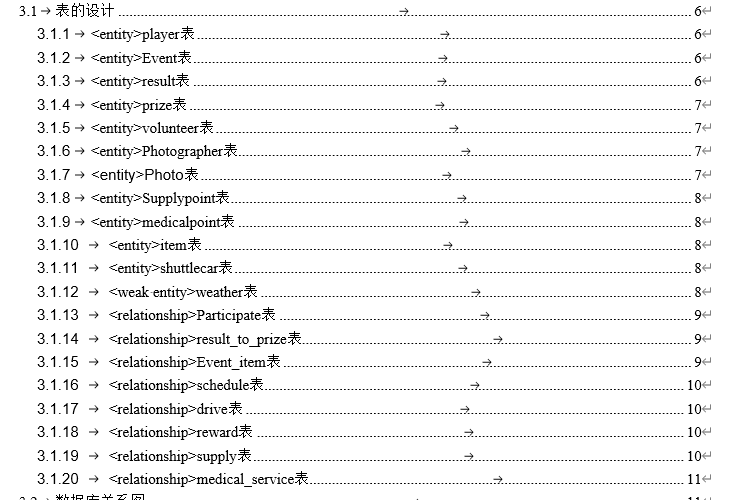 3.1→表的设计→6↵
3.1.1→<entity>player表→6↵
3.1.2→<entity>Event表→6↵
3.1.3→<entity>result表→6↵
3.1.4→<entity>prize表→7↵
3.1.5→<entity>volunteer表→7↵
3.1.6→<entity>Photographer表→7↵
3.1.7→<entity>Photo表→7↵
3.1.8→<entity>Supplypoint表→8↵
3.1.9→<entity>medicalpoint表→8↵
3.1.10→<entity>item表→8↵
3.1.11→<entity>shuttlecar表→8↵
3.1.12→<weak entity>weather表→8↵
3.1.13→<relationship>Participate表→9↵
3.1.14→<relationship>result_to_prize表→9↵
3.1.15→<relationship>Event_item表→9↵
3.1.16→<relationship>schedule表→10↵
3.1.17→<relationship>drive表→10↵
3.1.18→<relationship>reward表→10↵
3.1.19→<relationship>supply表→10↵
3.1.20→<relationship>medical_service表→11↵
3.2→数据库关系图 11